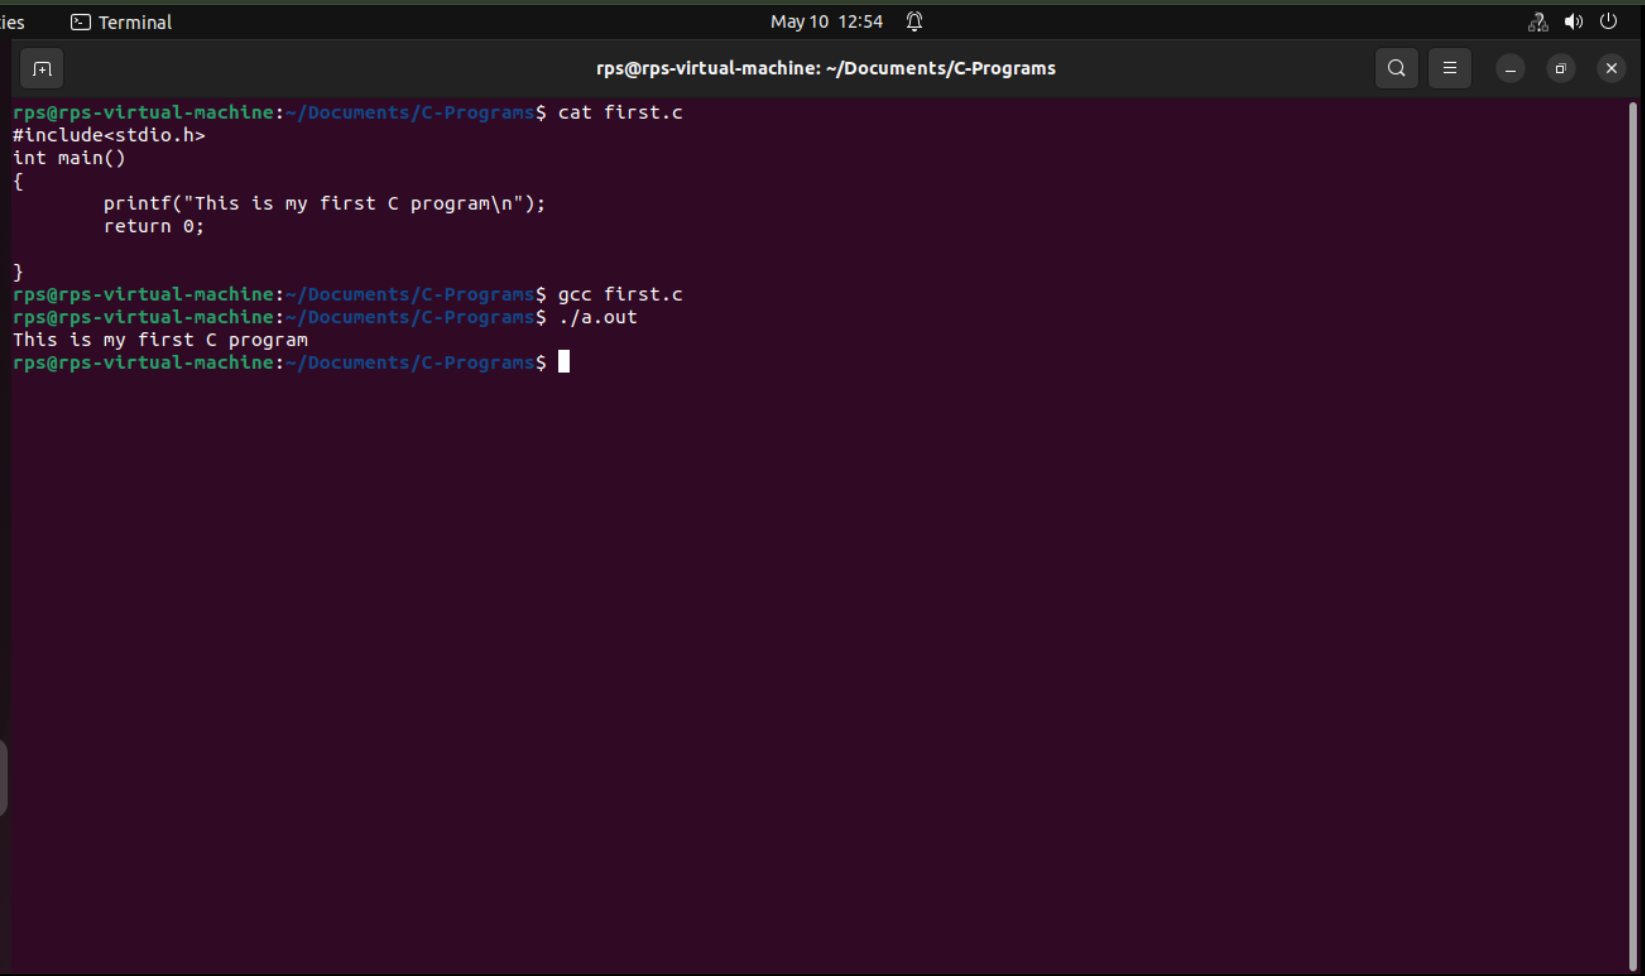 ies Terminal May 10 12:54
rps@rps-virtual-machine: ~/Documents/C-Programs
rps@rps-virtual-machine:~/Documents/C-Programs$ cat first.c
#include<stdio.h>
int main()
{
        printf("This is my first C program\n");
        return 0;

}
rps@rps-virtual-machine:~/Documents/C-Programs$ gcc first.c
rps@rps-virtual-machine:~/Documents/C-Programs$ ./a.out
This is my first C program
rps@rps-virtual-machine:~/Documents/C-Programs$